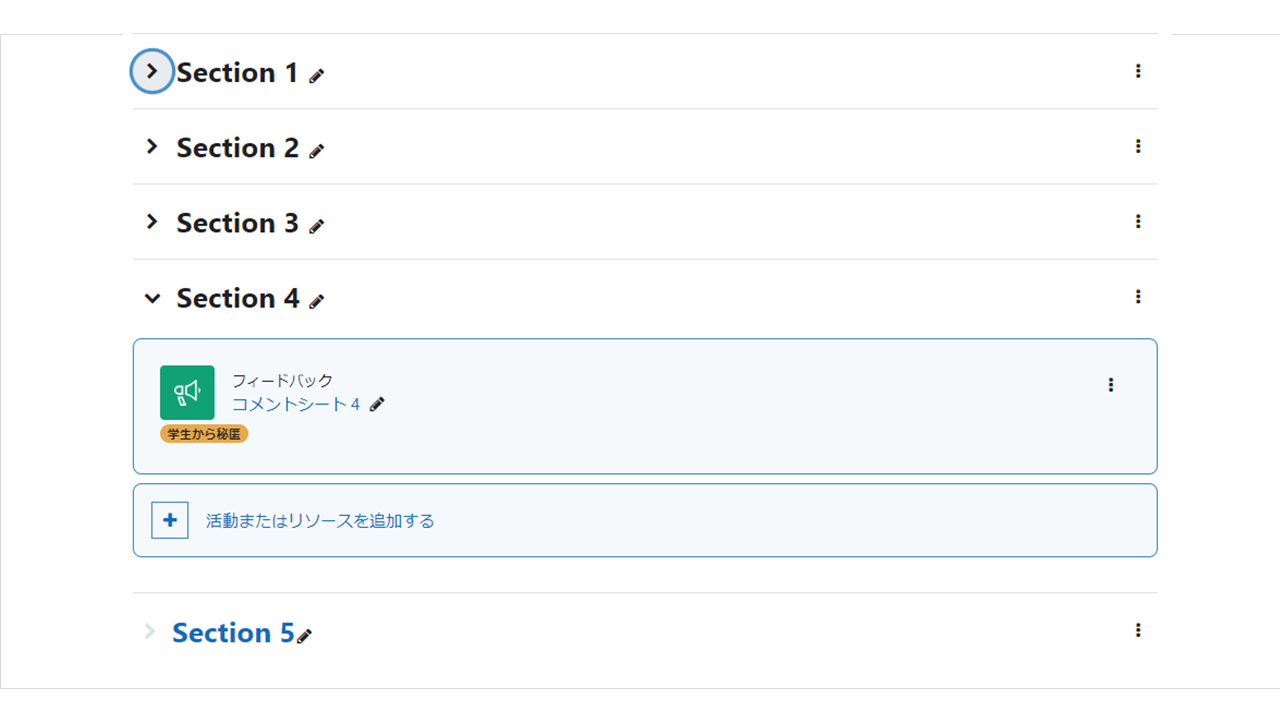 Section 1
Section 2
Section 3
Section 4
フィードバック
コメントシート 4
学生から秘匿
活動またはリソースを追加する
Section 5